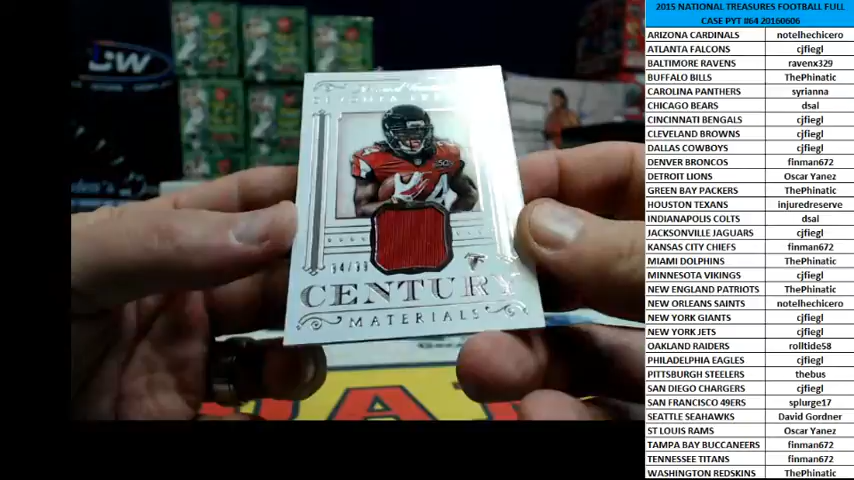 2015 NATIONAL TREASURES FOOTBALL FULL
CASE PYT #64 20160606
ARIZONA CARDINALS notelhechicero
ATLANTA FALCONS cjfiegl
BALTIMORE RAVENS ravenx329
BUFFALO BILLS ThePhinatic
CAROLINA PANTHERS syrianna
CHICAGO BEARS dsal
CINCINNATI BENGALS cjfiegl
CLEVELAND BROWNS cjfiegl
DALLAS COWBOYS cjfiegl
DENVER BRONCOS finman672
DETROIT LIONS Oscar Yanez
GREEN BAY PACKERS ThePhinatic
HOUSTON TEXANS injuredreserve
INDIANAPOLIS COLTS dsal
JACKSONVILLE JAGUARS cjfiegl
KANSAS CITY CHIEFS finman672
MIAMI DOLPHINS ThePhinatic
MINNESOTA VIKINGS cjfiegl
NEW ENGLAND PATRIOTS ThePhinatic
NEW ORLEANS SAINTS notelhechicero
NEW YORK GIANTS cjfiegl
NEW YORK JETS cjfiegl
OAKLAND RAIDERS rolltide58
PHILADELPHIA EAGLES cjfiegl
PITTSBURGH STEELERS thebus
SAN DIEGO CHARGERS cjfiegl
SAN FRANCISCO 49ERS splurge17
SEATTLE SEAHAWKS David Gordner
ST LOUIS RAMS Oscar Yanez
TAMPA BAY BUCCANEERS finman672
TENNESSEE TITANS finman672
WASHINGTON REDSKINS ThePhinatic
CENTURY
MATERIALS